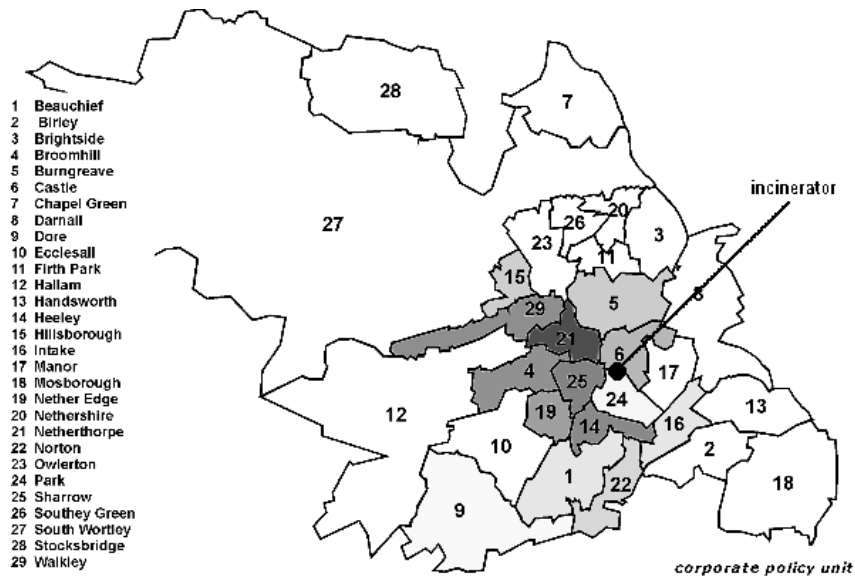 28
7
incinerator
27
20
26
23
3
11
15
8
5
29
21
6
4
25
17
24
12
19
13
14
16
10
2
1
22
18
9
1 Beauchief
2 Birley
3 Brightside
4 Broomhill
5 Burngreave
6 Castle
7 Chapel Green
8 Darnall
9 Dore
10 Ecclesall
11 Firth Park
12 Hallam
13 Handsworth
14 Heeley
15 Hillsborough
16 Intake
17 Manor
18 Mosborough
19 Nether Edge
20 Nethershire
21 Netherthorpe
22 Norton
23 Owlerton
24 Park
25 Sharrow
26 Southey Green
27 South Wortley
28 Stocksbridge
29 Walkley
corporate policy unit